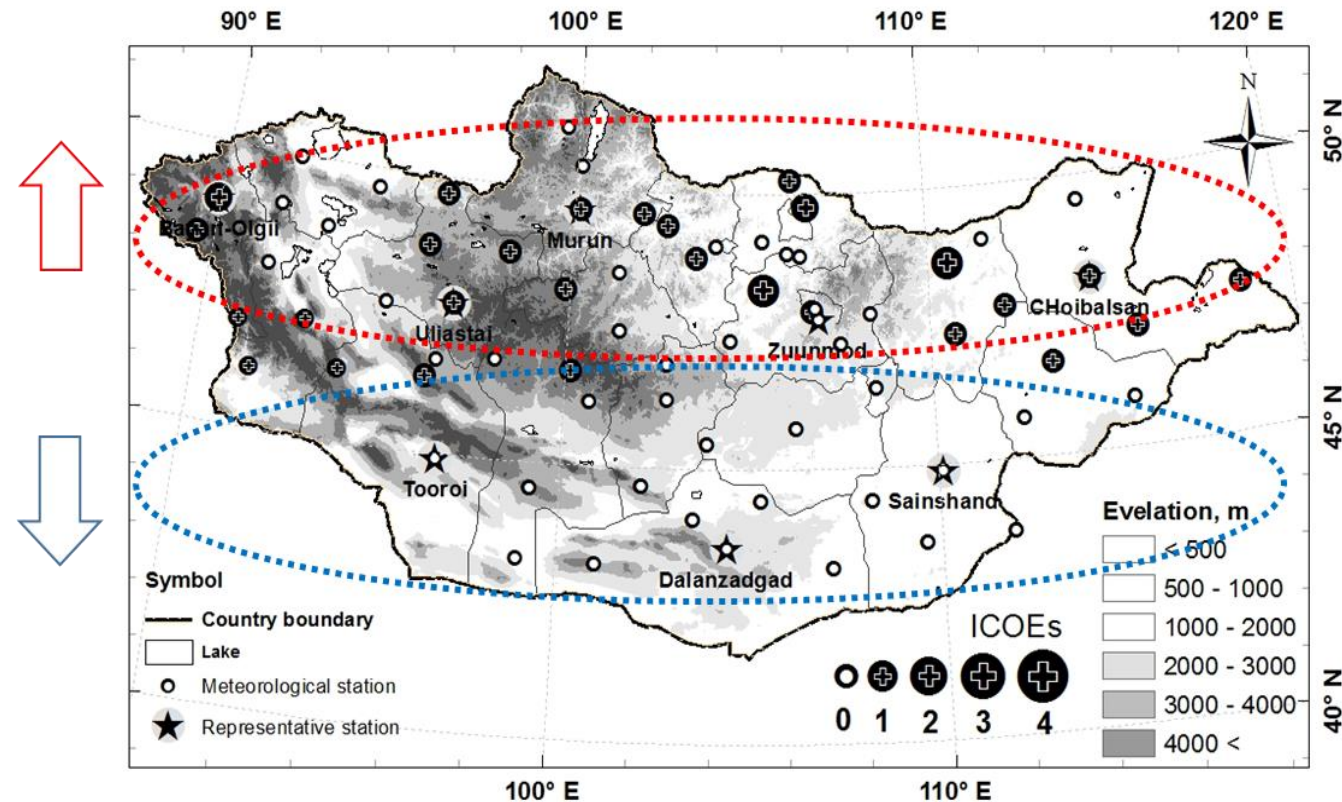 90° E 100° E 110° E 120° E
N
50° N
Bayan-Olgii
Murun
CHoibalsan
Uliastai
Zuunmod
45° N
Tooroi
Sainshand
Dalanzadgad
Evelation, m
< 500
500 - 1000
1000 - 2000
2000 - 3000
3000 - 4000
4000 <
Symbol
Country boundary
Lake
Meteorological station
Representative station
ICOEs
0 1 2 3 4
40° N
100° E 110° E